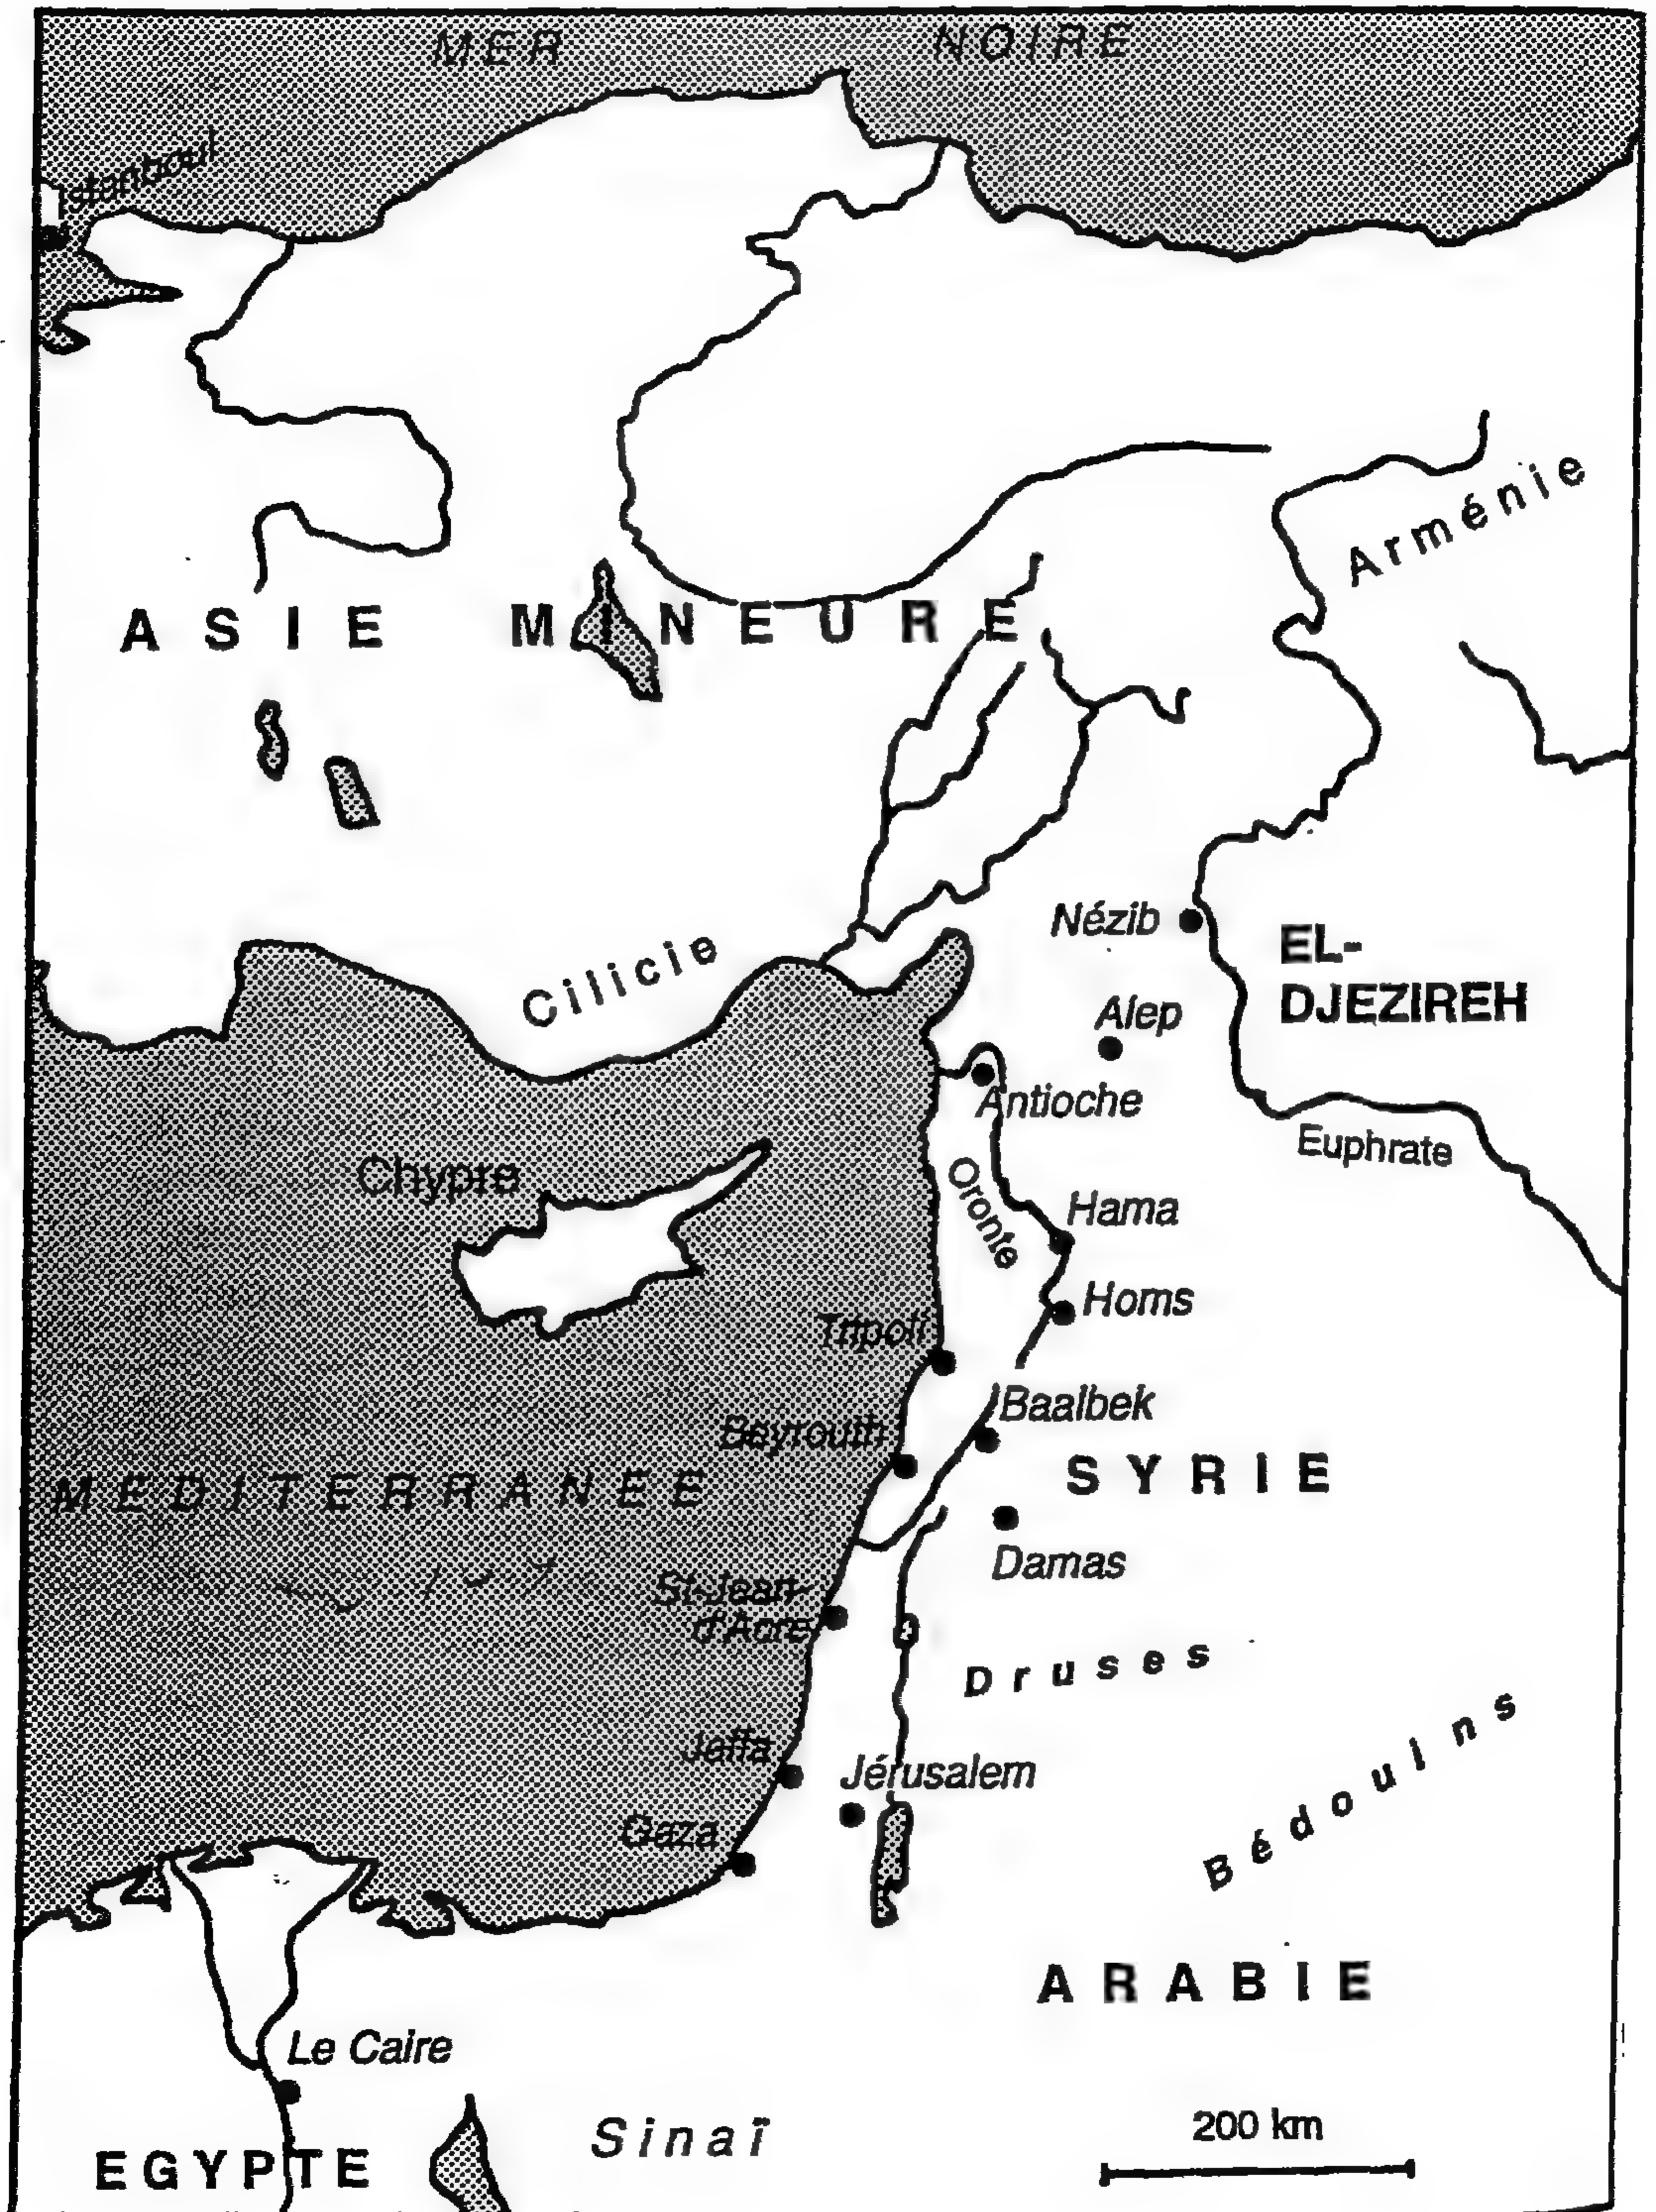 MER NOIRE
Istanboul
Arménie
ASIE MINEURE
Nézib
Cilicie
EL-
DJEZIREH
Alep
Antioche
Euphrate
Chypre
Oronte
Hama
Homs
Tripoli
Baalbek
Beyrouth
SYRIE
MEDITERRANEE
Damas
St-Jean-
d'Acre
Druses
Bédouins
Jaffa
Jérusalem
Gaza
ARABIE
Le Caire
200 km
Sinaï
EGYPTE